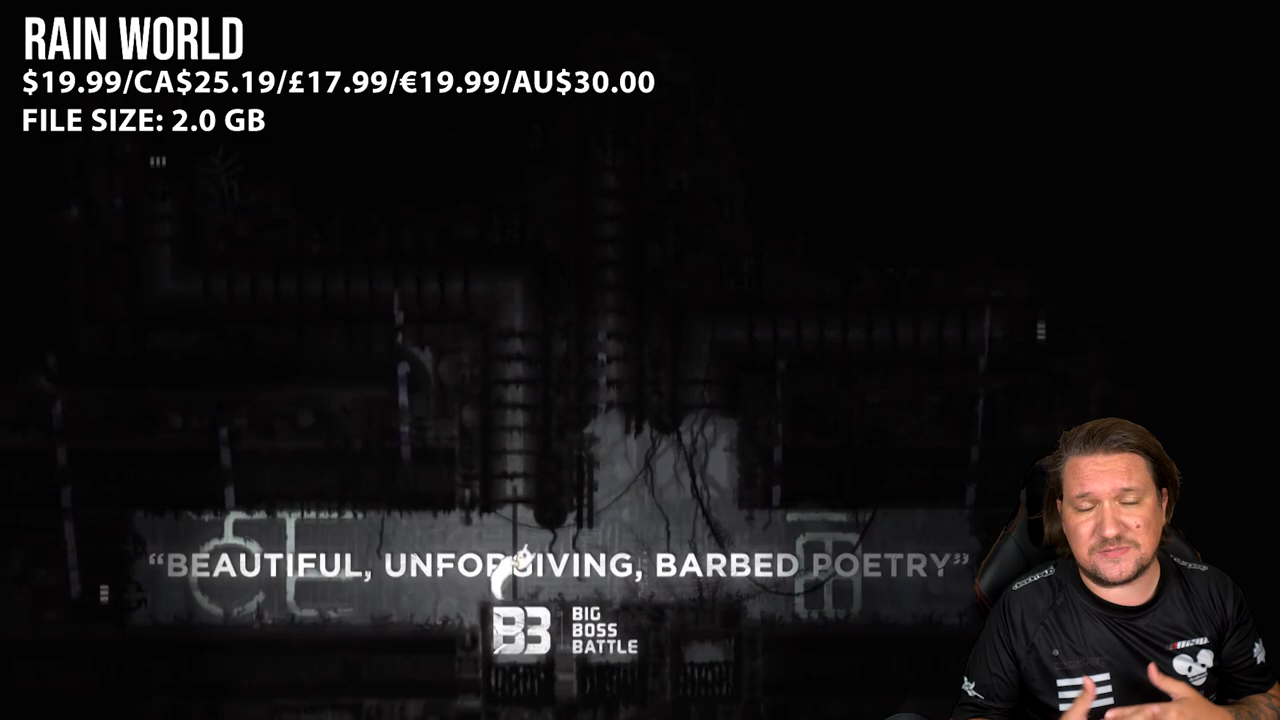 RAIN WORLD
$19.99/CA$25.19/£17.99/€19.99/AU$30.00
FILE SIZE: 2.0 GB
“BEAUTIFUL, UNFORGIVING, BARBED POETRY”
B3 BIG
BOSS
BATTLE